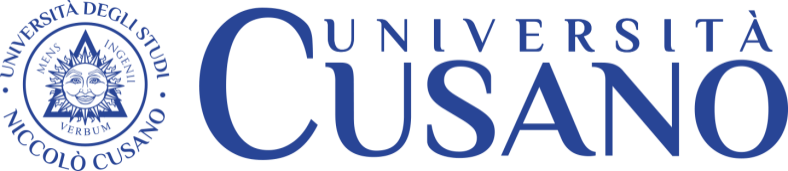 UNIVERSITÀ DEGLI STUDI
NICCOLÒ CUSANO
MENS
INGENII
VERBUM
UNIVERSITÀ
CUSANO